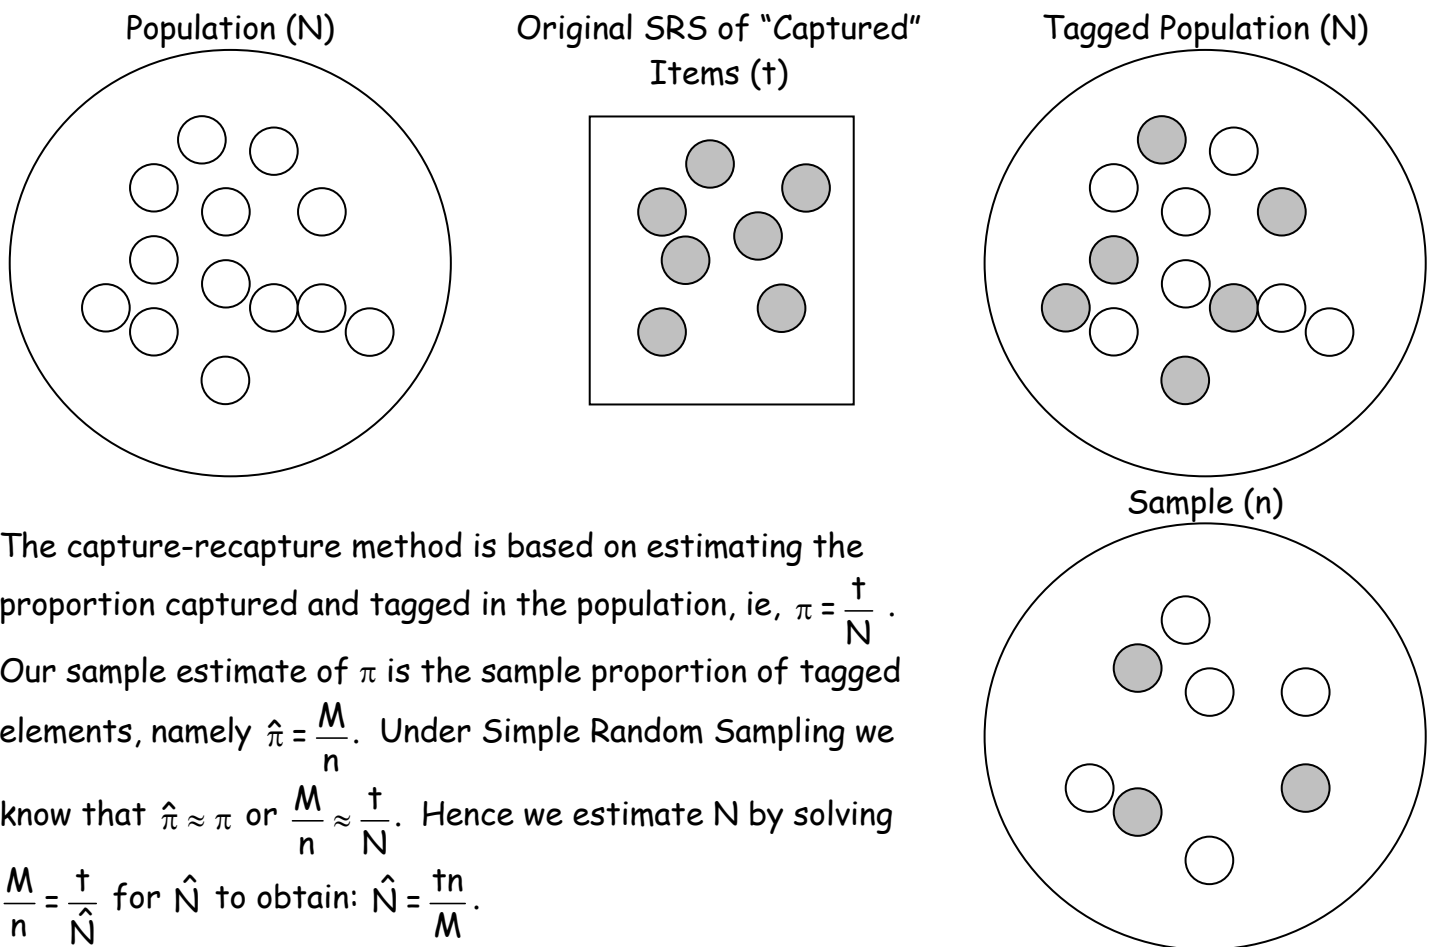 Population (N)
Original SRS of “Captured”
Items (t)
Tagged Population (N)
Sample (n)
The capture-recapture method is based on estimating the
proportion captured and tagged in the population, ie, π = t/N .
Our sample estimate of π is the sample proportion of tagged
elements, namely π̂ = M/n. Under Simple Random Sampling we
know that π̂ ≈ π or M/n ≈ t/N. Hence we estimate N by solving
M/n = t/N̂ for N̂ to obtain: N̂ = tn/M .